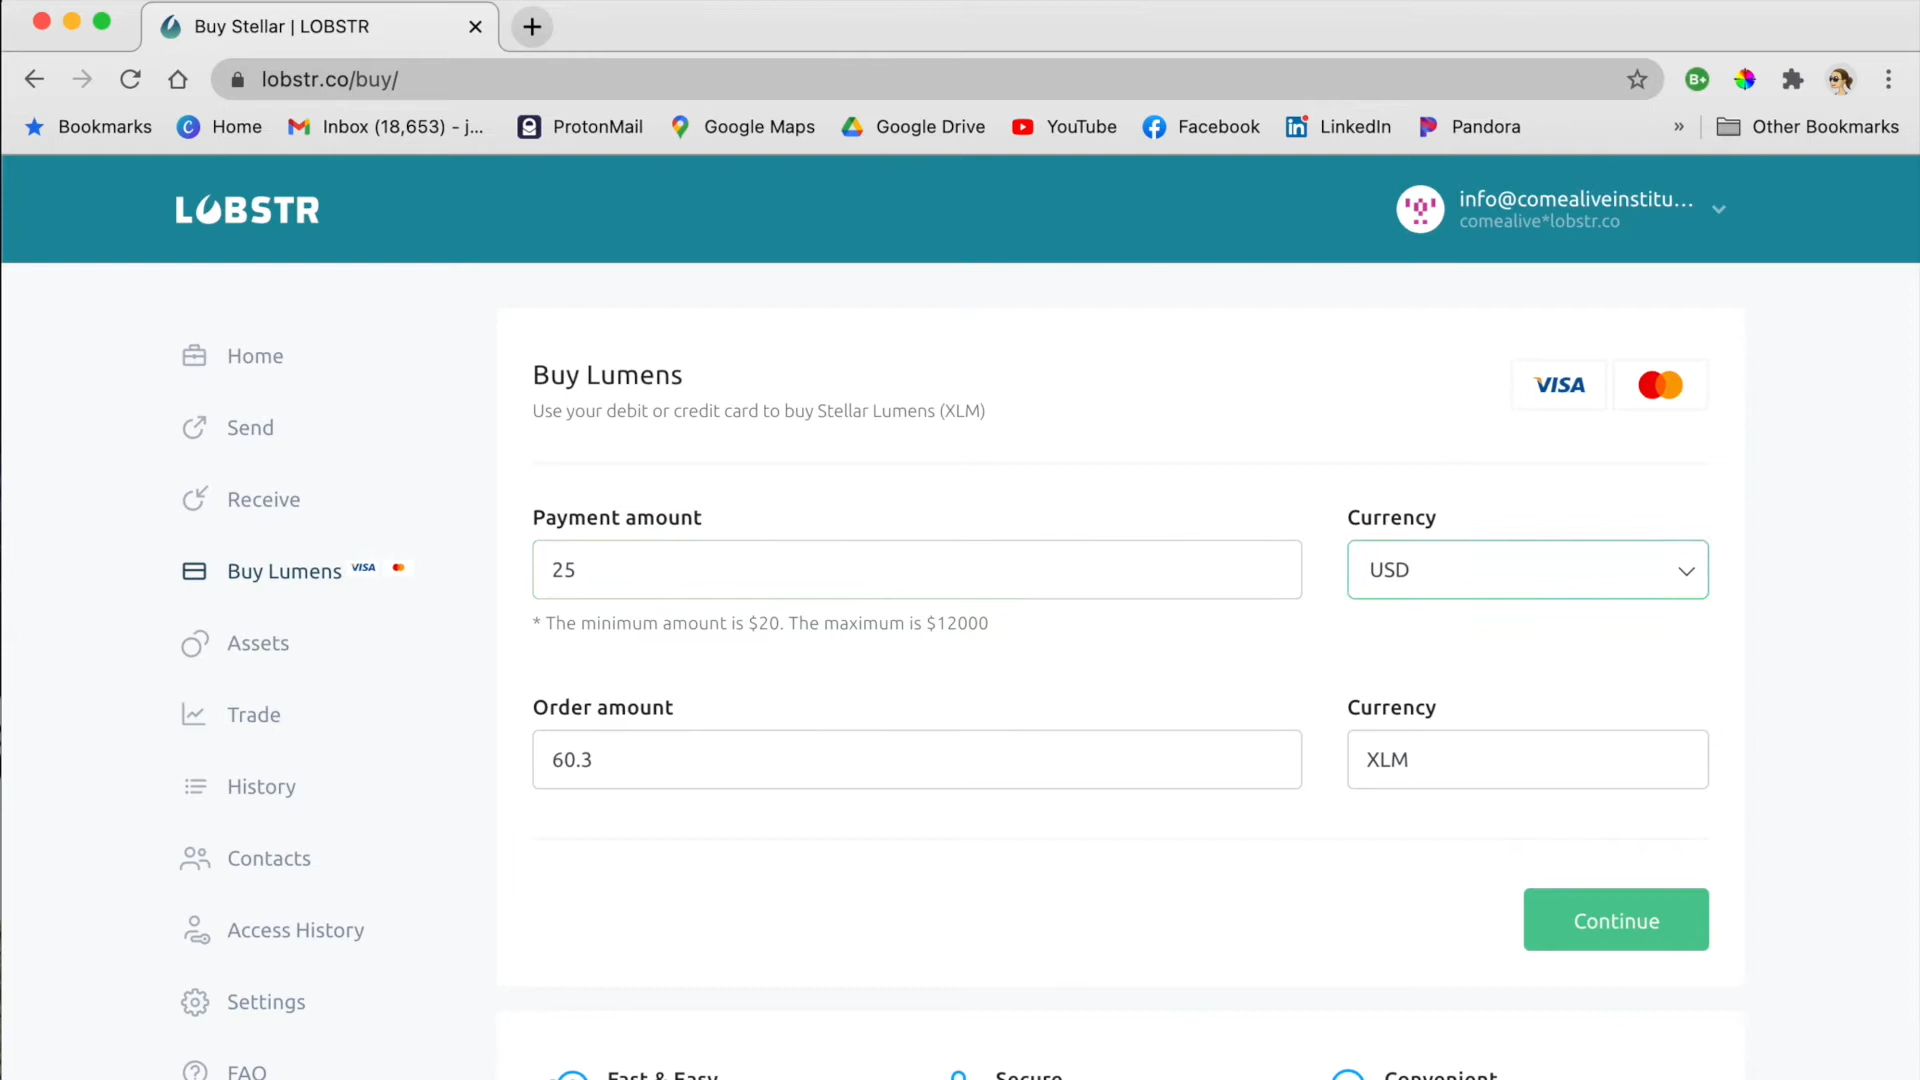 Buy Stellar | LOBSTR
lobstr.co/buy/
B+
Bookmarks
Home
Inbox (18,653) - j...
ProtonMail
Google Maps
Google Drive
YouTube
Facebook
LinkedIn
Pandora
»
Other Bookmarks
LOBSTR
info@comealiveinstitu...
comealive*lobstr.co
Home
Send
Receive
Buy Lumens VISA
Assets
Trade
History
Contacts
Access History
Settings
FAQ
Buy Lumens
VISA
Use your debit or credit card to buy Stellar Lumens (XLM)
Payment amount
Currency
25
USD
* The minimum amount is $20. The maximum is $12000
Order amount
Currency
60.3
XLM
Continue
Fast & Easy
Secure
Convenient